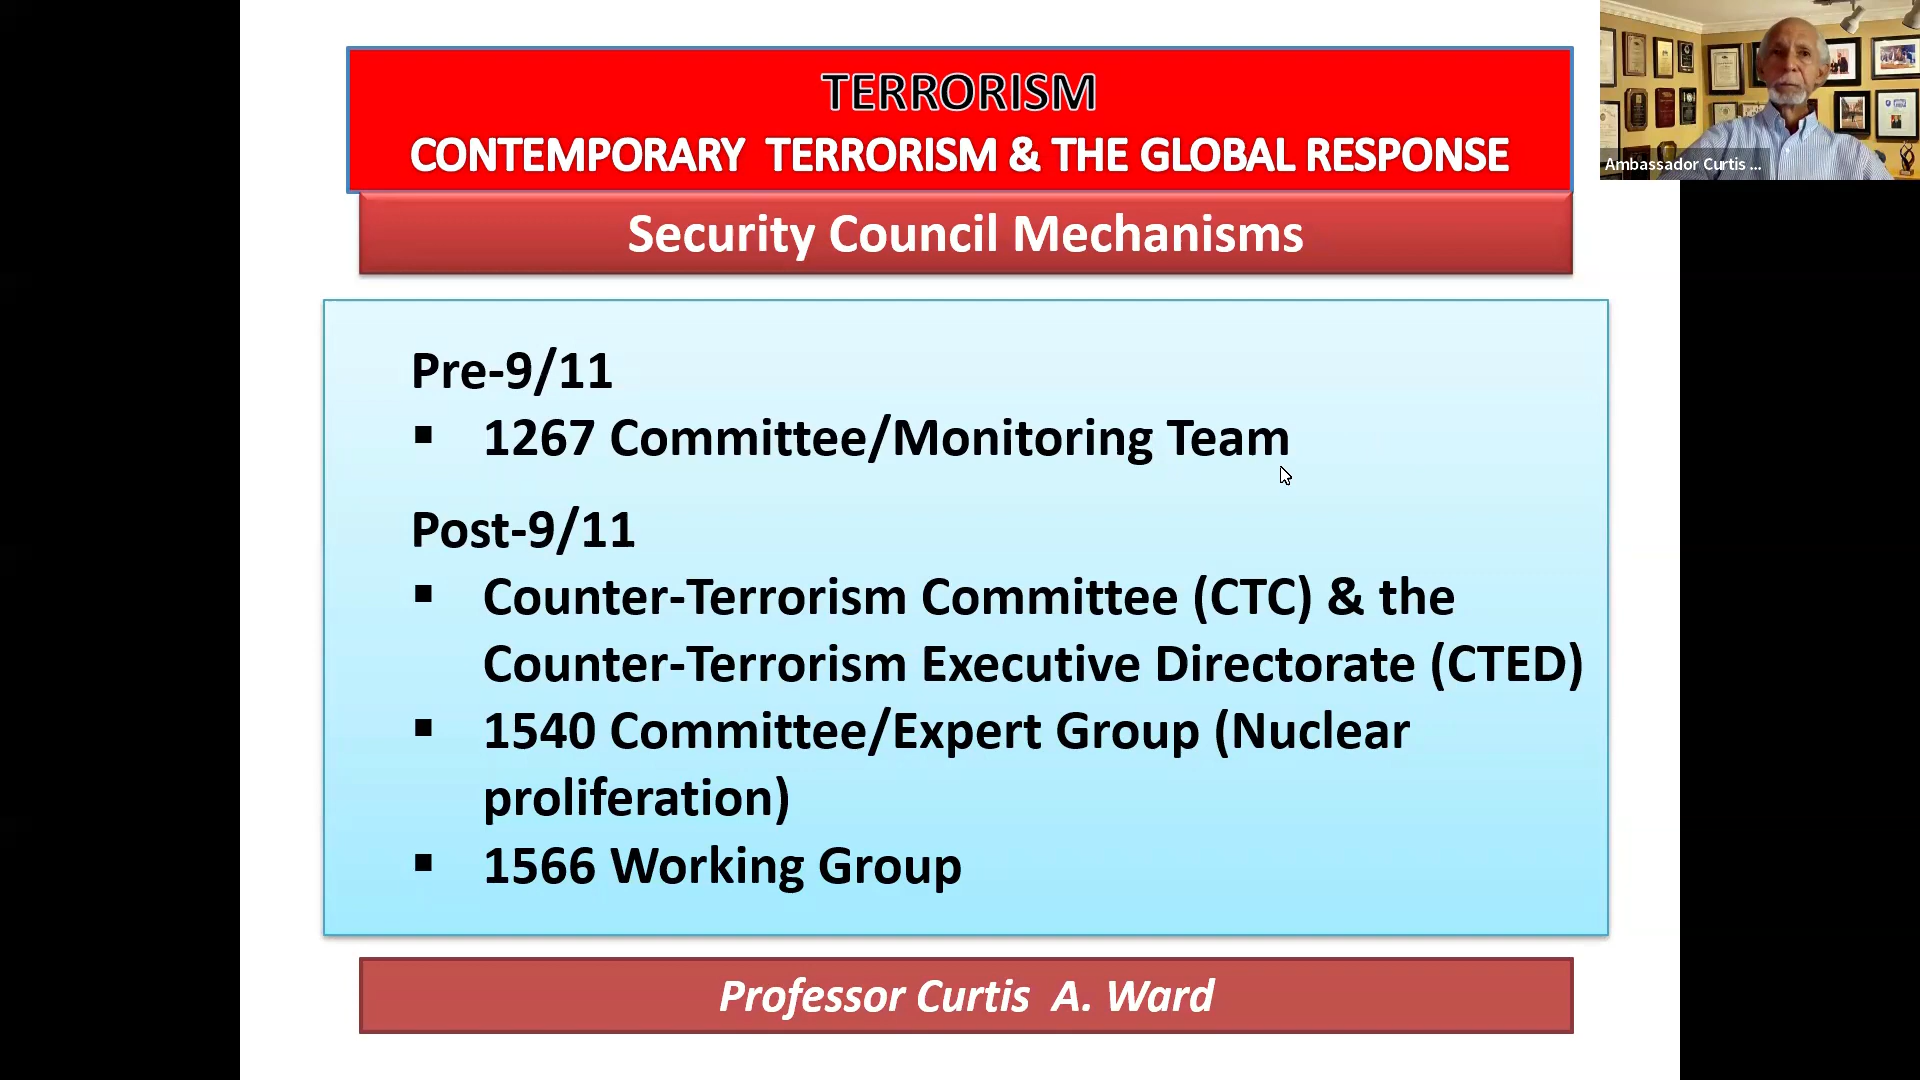 TERRORISM
CONTEMPORARY TERRORISM & THE GLOBAL RESPONSE
Security Council Mechanisms
Ambassador Curtis ...
Pre-9/11
▪ 1267 Committee/Monitoring Team
Post-9/11
▪ Counter-Terrorism Committee (CTC) & the
Counter-Terrorism Executive Directorate (CTED)
▪ 1540 Committee/Expert Group (Nuclear
proliferation)
▪ 1566 Working Group
Professor Curtis A. Ward